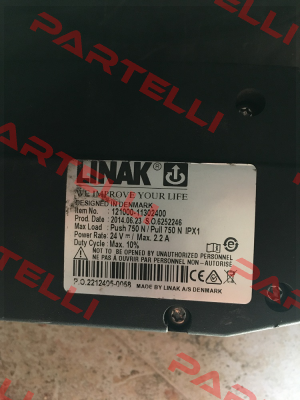 PARTELLI
LINAK
WE IMPROVE YOUR LIFE
DESIGNED IN DENMARK
Item No. : 121000-11302400
Prod. Date : 2014.06.23 S.O.6252246
Max Load : Push 750 N / Pull 750 N IPX1
Power Rate: 24 V / Max. 2.2 A
Duty Cycle: Max. 10%
NOT TO BE OPENED BY UNAUTHORIZED PERSONNEL
NE PAS A OUVRIR PAR PERSONNEL NON-AUTORISE
P.O.2212405-0068 MADE BY LINAK A/S DENMARK
PARTELLI